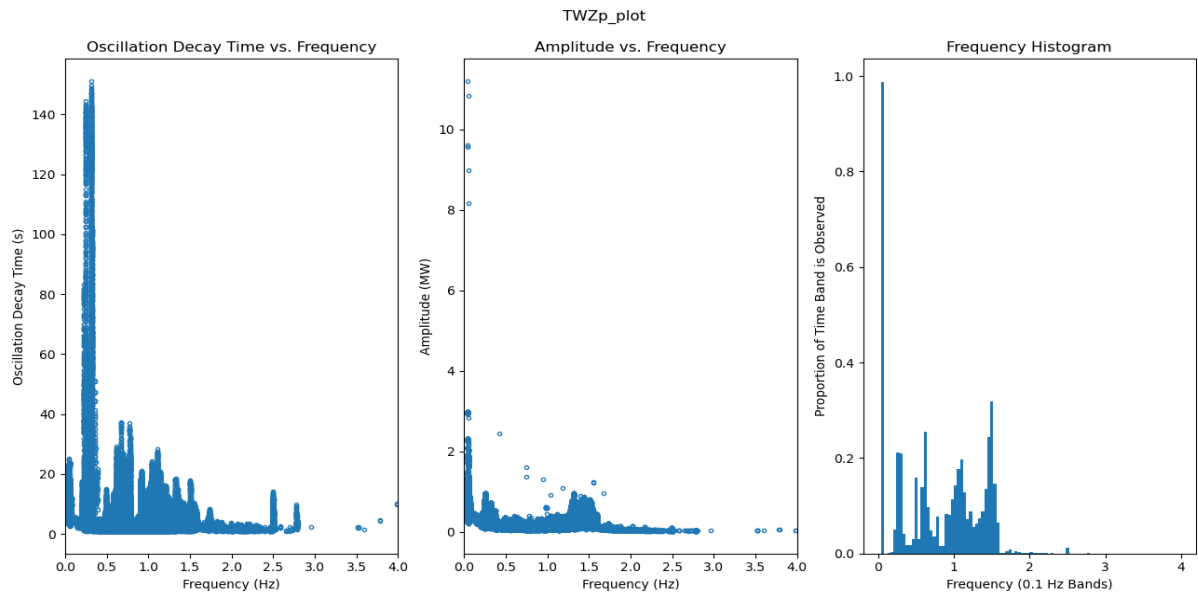 TWZp_plot
Oscillation Decay Time vs. Frequency
Oscillation Decay Time (s)
140
120
100
80
60
40
20
0
0.0 0.5 1.0 1.5 2.0 2.5 3.0 3.5 4.0
Frequency (Hz)
Amplitude vs. Frequency
Amplitude (MW)
10
8
6
4
2
0
0.0 0.5 1.0 1.5 2.0 2.5 3.0 3.5 4.0
Frequency (Hz)
Frequency Histogram
Proportion of Time Band is Observed
1.0
0.8
0.6
0.4
0.2
0.0
0 1 2 3 4
Frequency (0.1 Hz Bands)